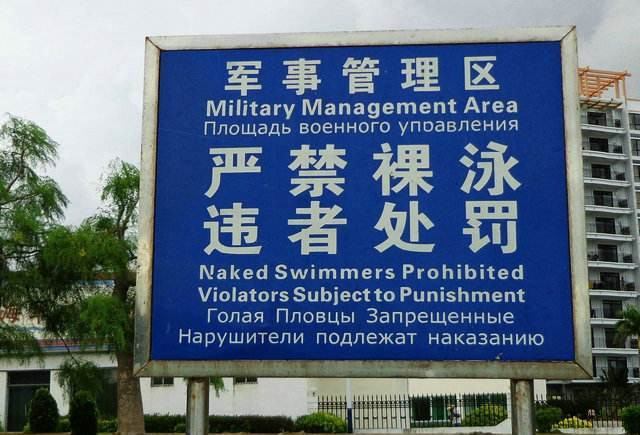 军事管理区
Military Management Area
Площадь военного управления
严禁裸泳
违者处罚
Naked Swimmers Prohibited
Violators Subject to Punishment
Голая Пловцы Запрещенные
Нарушители подлежат наказанию